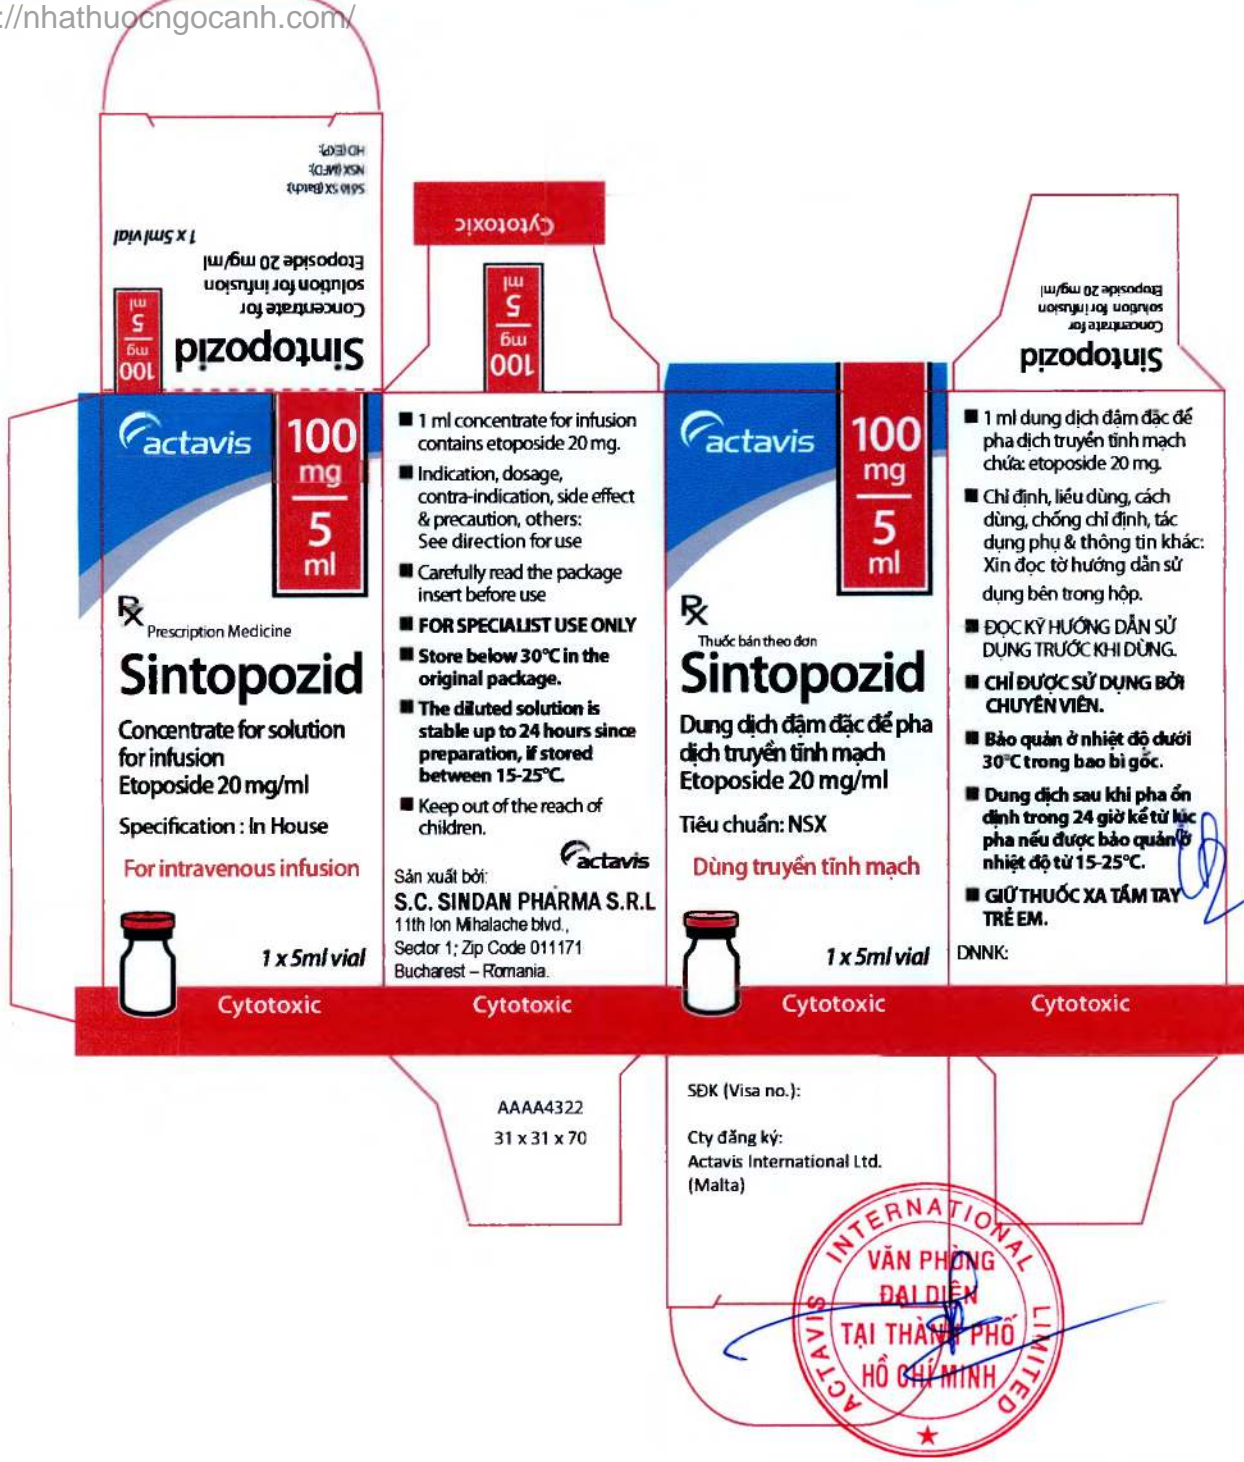 ://nhathuocngocanh.com/
HD (EXP):
NSX (MFD):
Số lô SX (Batch):
1 x 5ml vial
Etoposide 20 mg/ml
solution for infusion
Concentrate for
Sintopozid
100
mg
5
ml
Cytotoxic
100
mg
5
ml
Sintopozid
Concentrate for
solution for infusion
Etoposide 20 mg/ml
actavis
100
mg
5
ml
Rx
Prescription Medicine
Sintopozid
Concentrate for solution
for infusion
Etoposide 20 mg/ml
Specification : In House
For intravenous infusion
1 x 5ml vial
Cytotoxic
■ 1 ml concentrate for infusion
contains etoposide 20 mg.
■ Indication, dosage,
contra-indication, side effect
& precaution, others:
See direction for use
■ Carefully read the package
insert before use
■ FOR SPECIALIST USE ONLY
■ Store below 30°C in the
original package.
■ The diluted solution is
stable up to 24 hours since
preparation, if stored
between 15-25°C.
■ Keep out of the reach of
children.
actavis
Sản xuất bởi:
S.C. SINDAN PHARMA S.R.L
11th Ion Mihalache blvd.,
Sector 1; Zip Code 011171
Bucharest – Romania.
Cytotoxic
actavis
100
mg
5
ml
Rx
Thuốc bán theo đơn
Sintopozid
Dung dịch đậm đặc để pha
dịch truyền tĩnh mạch
Etoposide 20 mg/ml
Tiêu chuẩn: NSX
Dùng truyền tĩnh mạch
1 x 5ml vial
Cytotoxic
■ 1 ml dung dịch đậm đặc để
pha dịch truyền tĩnh mạch
chứa: etoposide 20 mg.
■ Chỉ định, liều dùng, cách
dùng, chống chỉ định, tác
dụng phụ & thông tin khác:
Xin đọc tờ hướng dẫn sử
dụng bên trong hộp.
■ ĐỌC KỸ HƯỚNG DẪN SỬ
DỤNG TRƯỚC KHI DÙNG.
■ CHỈ ĐƯỢC SỬ DỤNG BỞI
CHUYÊN VIÊN.
■ Bảo quản ở nhiệt độ dưới
30°C trong bao bì gốc.
■ Dung dịch sau khi pha ổn
định trong 24 giờ kể từ lúc
pha nếu được bảo quản ở
nhiệt độ từ 15-25°C.
■ GIỮ THUỐC XA TẦM TAY
TRẺ EM.
DNNK:
Cytotoxic
AAAA4322
31 x 31 x 70
SĐK (Visa no.):
Cty đăng ký:
Actavis International Ltd.
(Malta)
ACTAVIS INTERNATIONAL LIMITED
VĂN PHÒNG
ĐẠI DIỆN
TẠI THÀNH PHỐ
HỒ CHÍ MINH